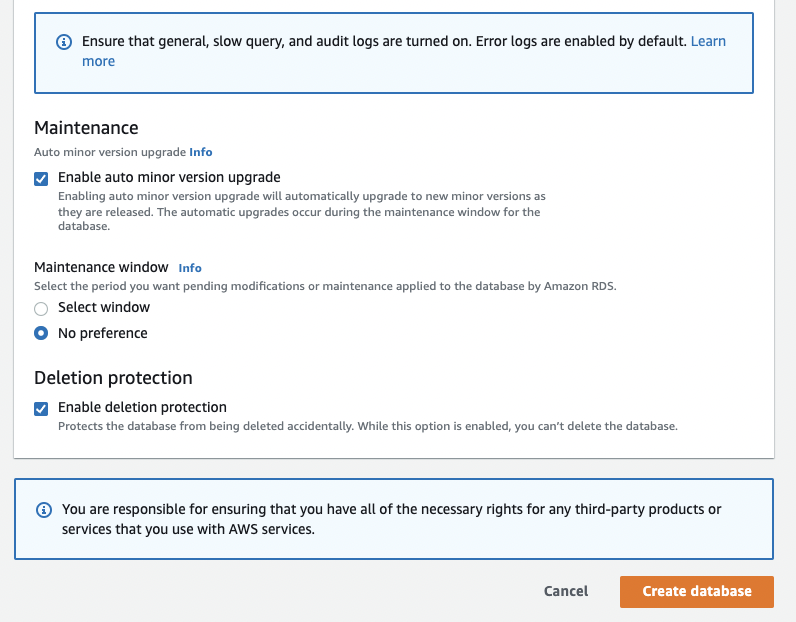 Ensure that general, slow query, and audit logs are turned on. Error logs are enabled by default. Learn
more
Maintenance
Auto minor version upgrade Info
Enable auto minor version upgrade
Enabling auto minor version upgrade will automatically upgrade to new minor versions as
they are released. The automatic upgrades occur during the maintenance window for the
database.
Maintenance window Info
Select the period you want pending modifications or maintenance applied to the database by Amazon RDS.
Select window
No preference
Deletion protection
Enable deletion protection
Protects the database from being deleted accidentally. While this option is enabled, you can’t delete the database.
You are responsible for ensuring that you have all of the necessary rights for any third-party products or
services that you use with AWS services.
Cancel Create database